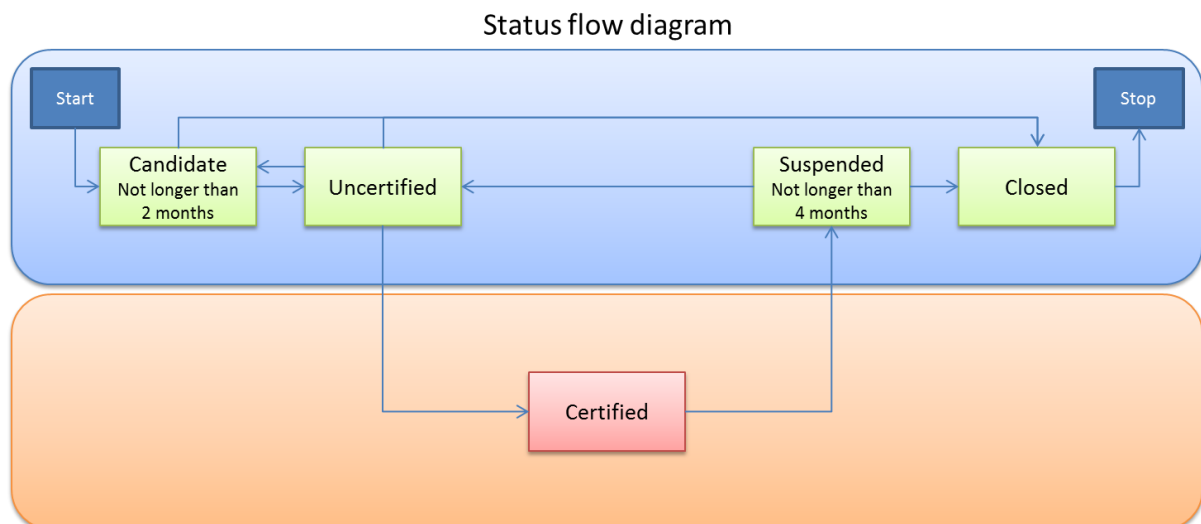 Status flow diagram
Start
Stop
Candidate
Not longer than
2 months
Uncertified
Suspended
Not longer than
4 months
Closed
Certified